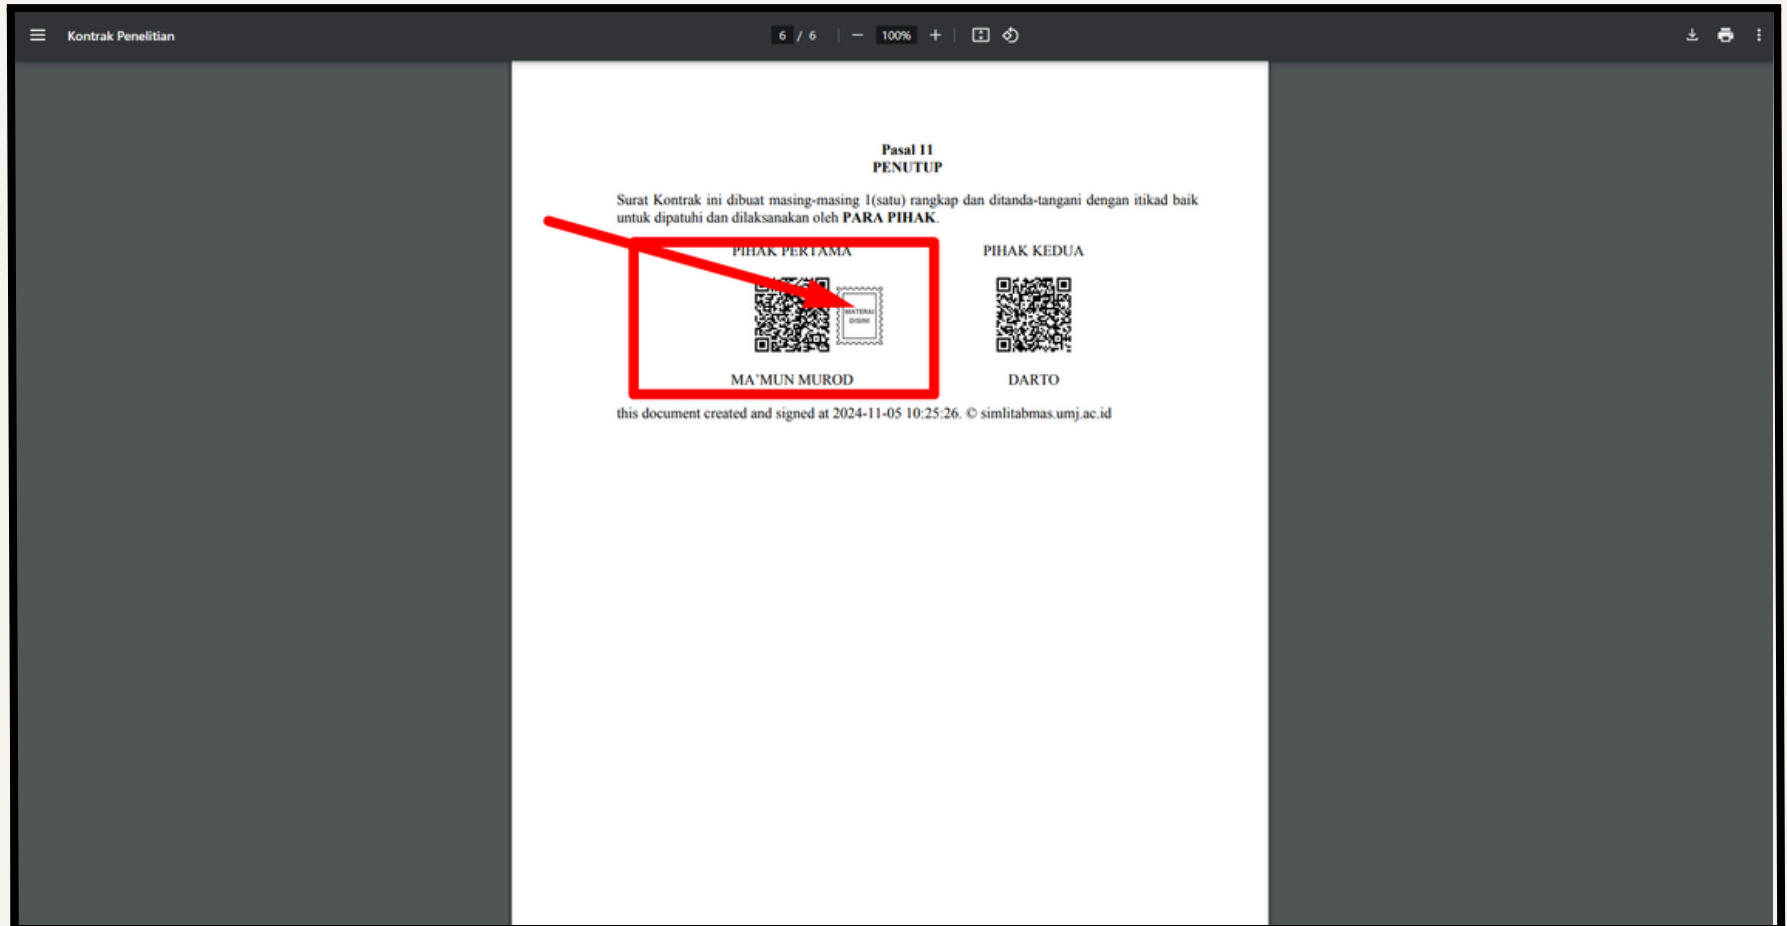 Kontrak Penelitian
6 / 6
100%
Pasal 11
PENUTUP
Surat Kontrak ini dibuat masing-masing 1(satu) rangkap dan ditanda-tangani dengan itikad baik
untuk dipatuhi dan dilaksanakan oleh PARA PIHAK.
PIHAK PERTAMA
PIHAK KEDUA
MATERAI
DISINI
MA'MUN MUROD
DARTO
this document created and signed at 2024-11-05 10:25:26. © simlitabmas.umj.ac.id